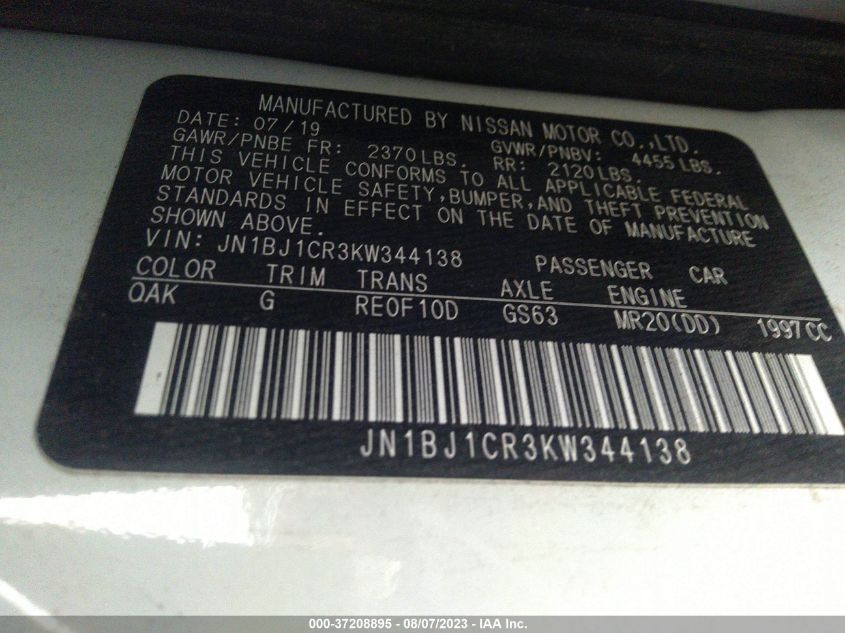 MANUFACTURED BY NISSAN MOTOR CO.,LTD.
DATE: 07/19 GVWR/PNBV: 4455LBS.
GAWR/PNBE FR: 2370LBS. RR: 2120LBS.
THIS VEHICLE CONFORMS TO ALL APPLICABLE FEDERAL
MOTOR VEHICLE SAFETY,BUMPER,AND THEFT PREVENTION
STANDARDS IN EFFECT ON THE DATE OF MANUFACTURE
SHOWN ABOVE.
VIN: JN1BJ1CR3KW344138 PASSENGER CAR
COLOR TRIM TRANS AXLE ENGINE
QAK G RE0F10D GS63 MR20(DD) 1997CC
JN1BJ1CR3KW344138
000-37208895 - 08/07/2023 - IAA Inc.